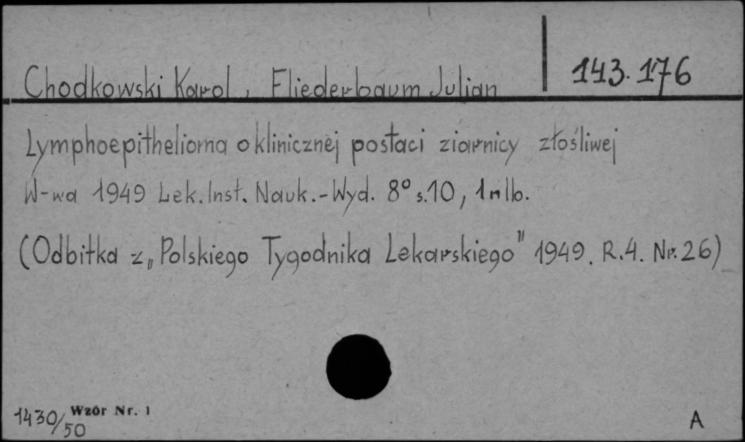 Chodkowski Karol, Fliederbaum Julian
143.176
Lymphoepithelioma o klinicznej postaci ziarnicy złośliwej
W-wa 1949 Lek. Inst. Nauk.-Wyd. 8° s.10, 1 nlb.
(Odbitka z „Polskiego Tygodnika Lekarskiego" 1949. R.4. Nr.26)
1430/50
Wzór Nr. 1
A